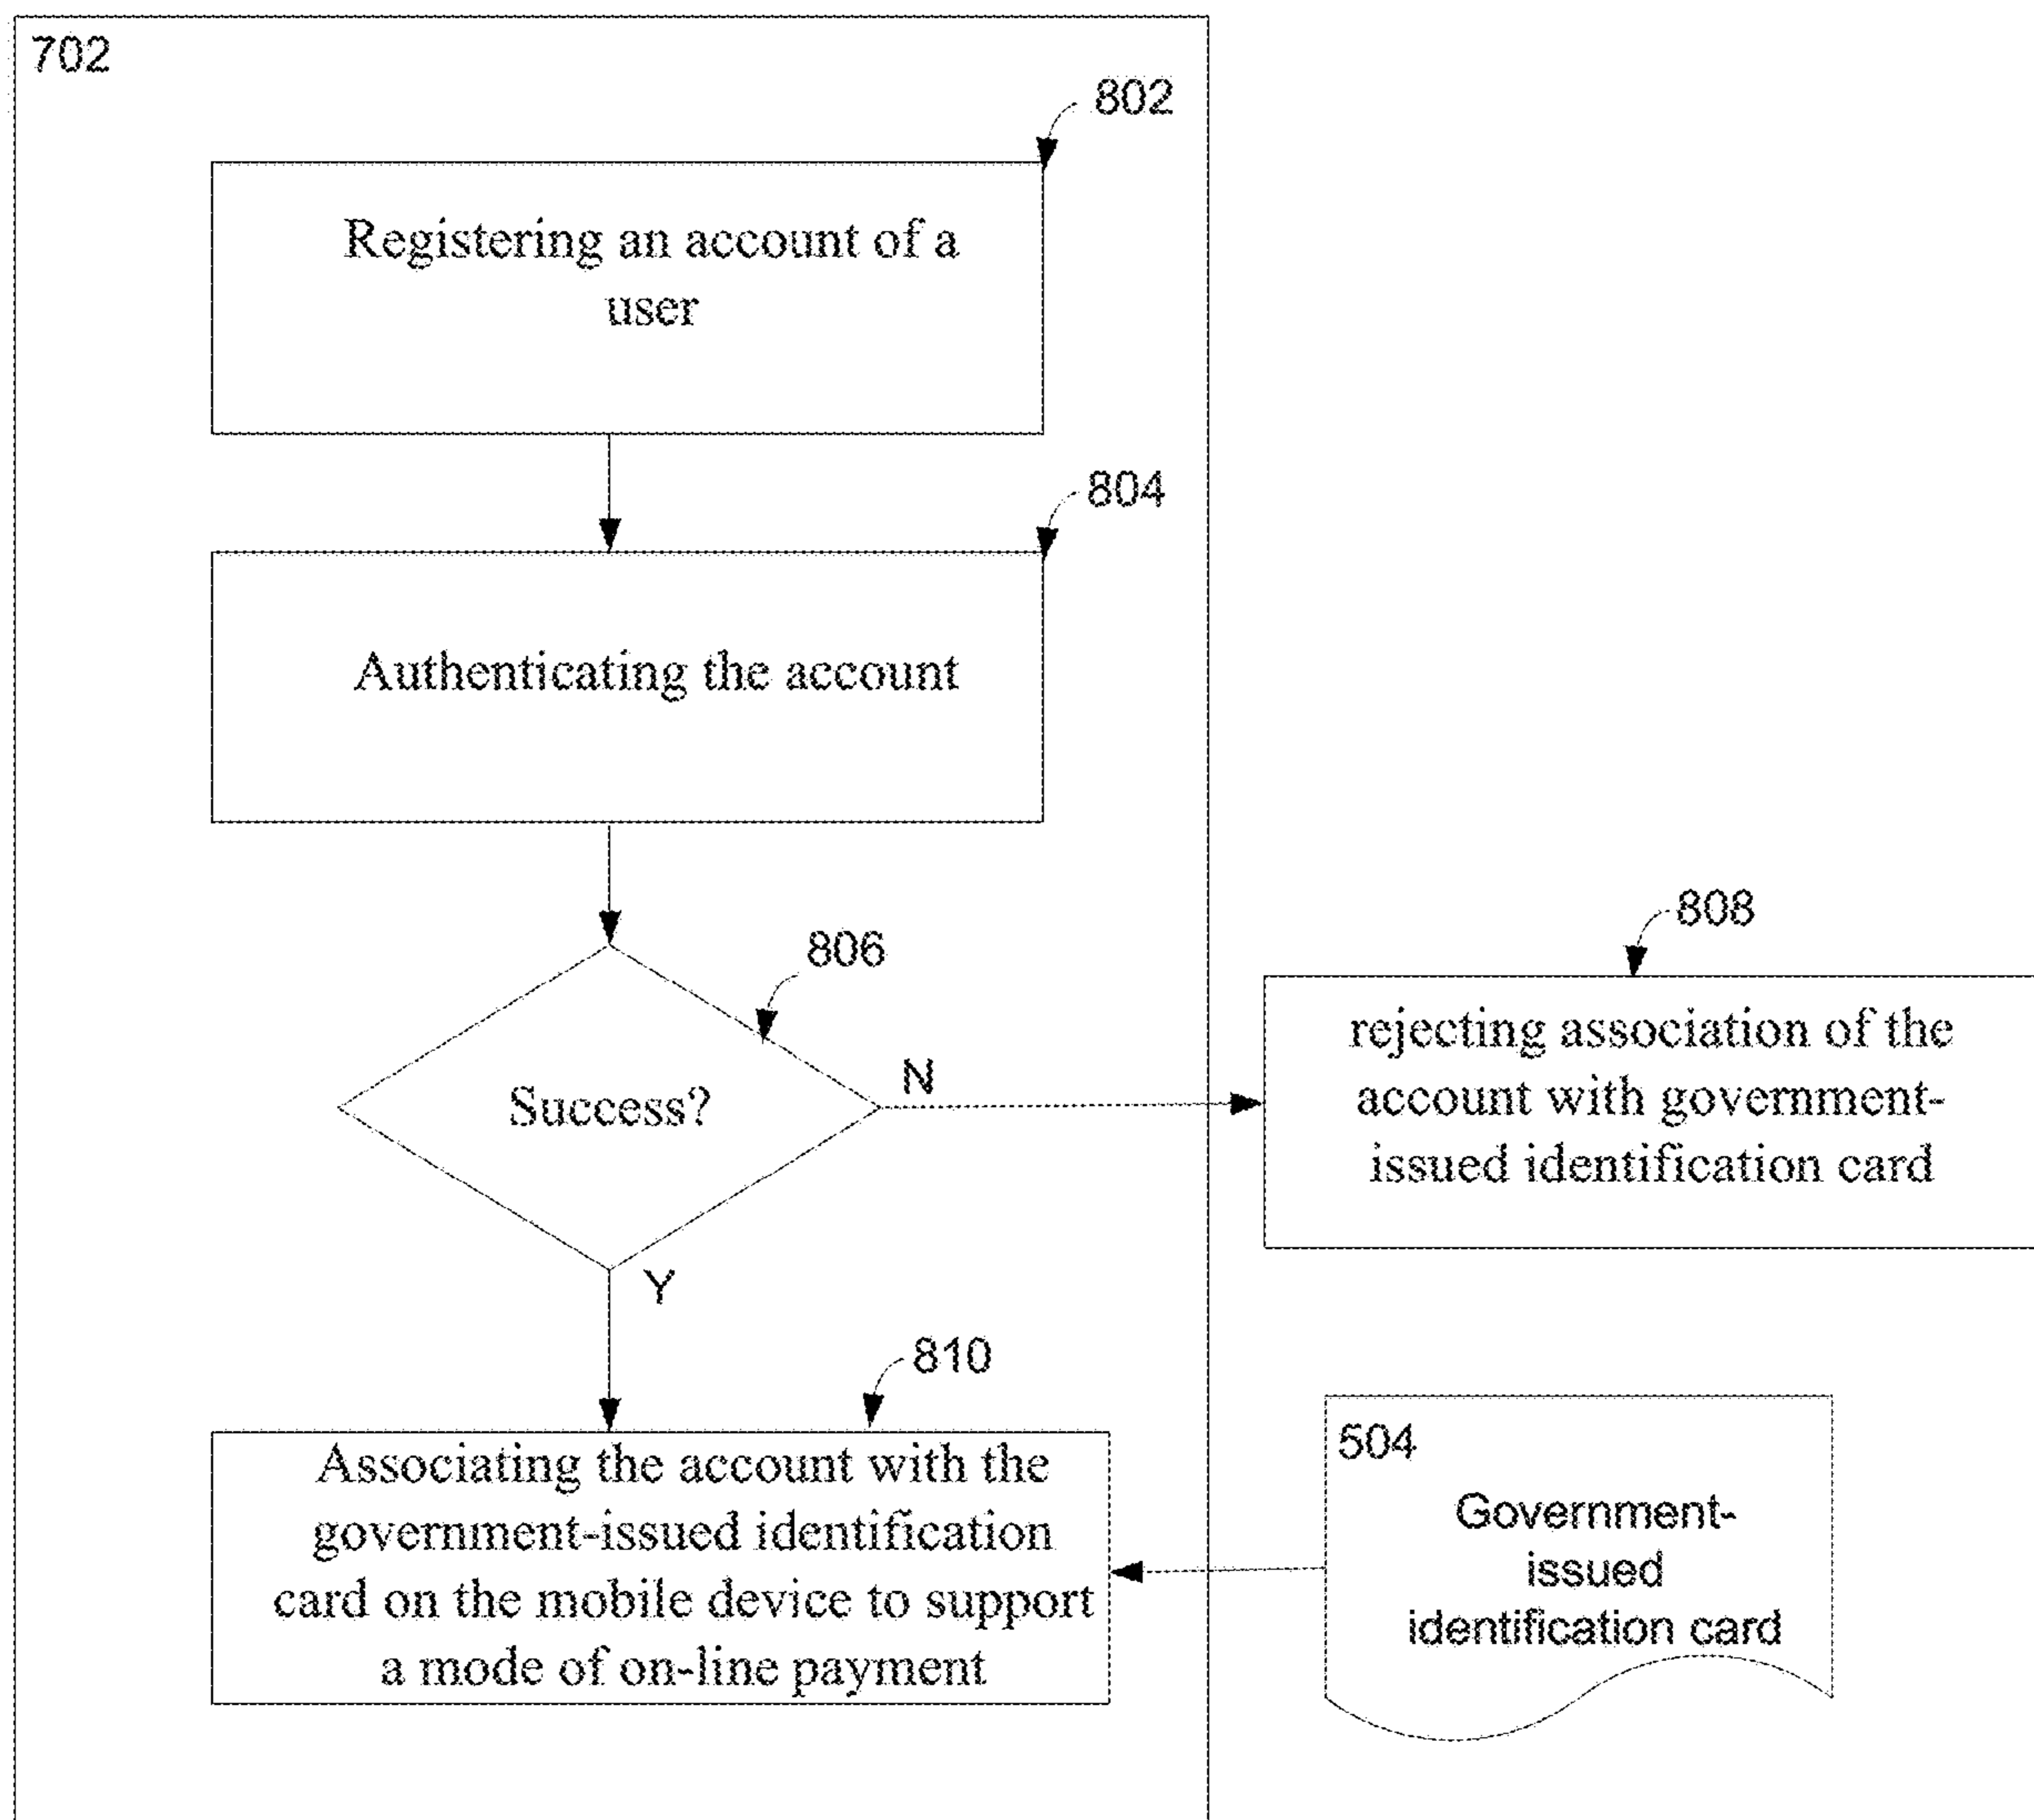 702
802
Registering an account of a
user
804
Authenticating the account
806
Success?
N
808
rejecting association of the
account with government-
issued identification card
Y
810
Associating the account with the
government-issued identification
card on the mobile device to support
a mode of on-line payment
504
Government-
issued
identification card